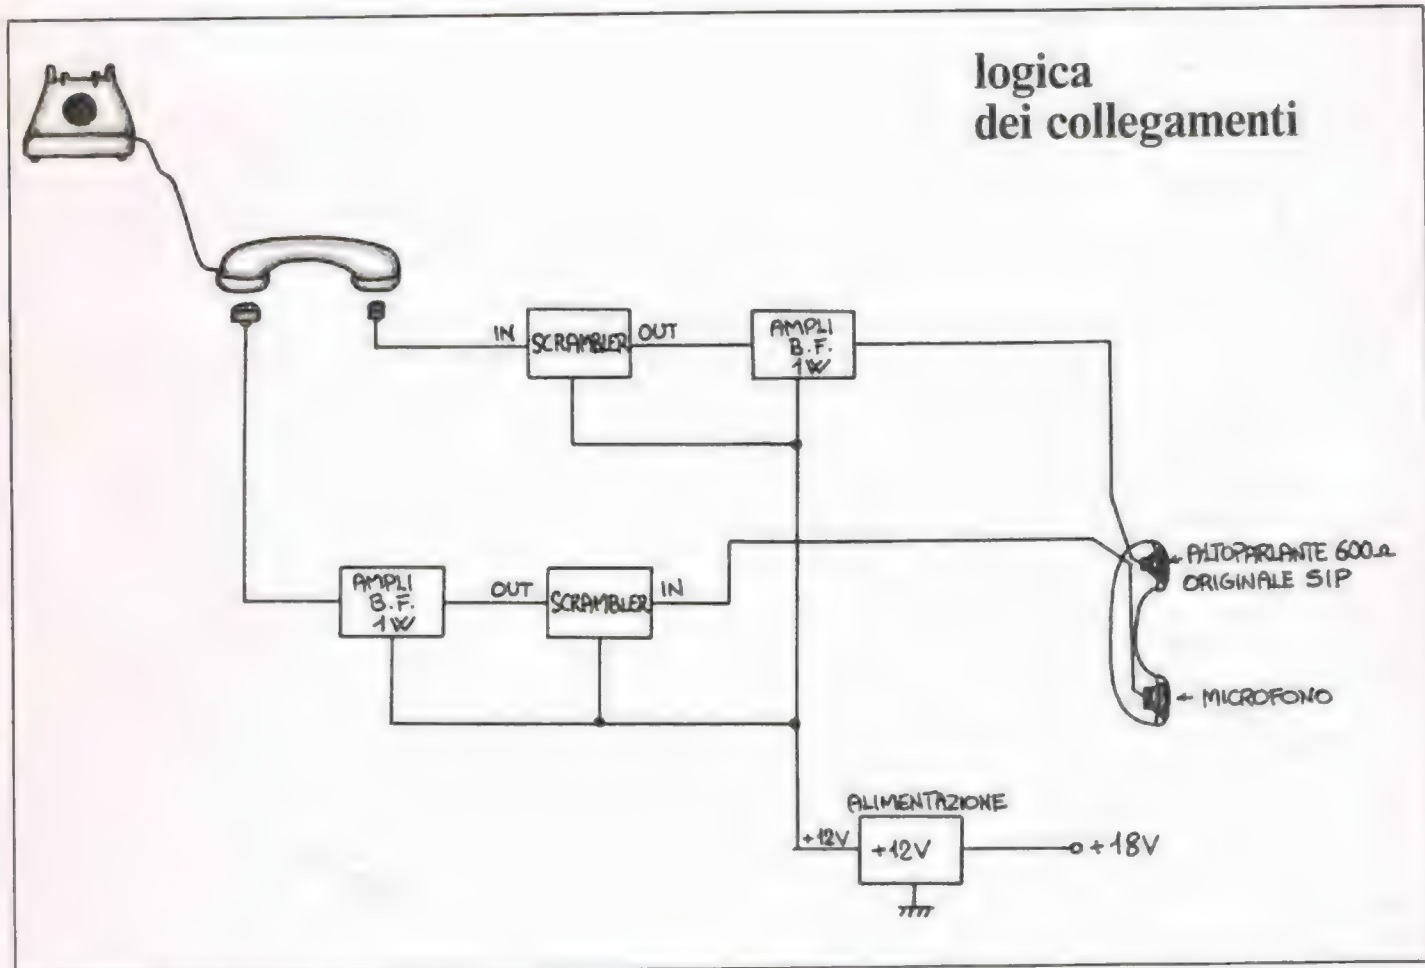 logica
dei collegamenti
IN
SCRAMBLER
OUT
AMPLI
B.F.
1W
ALTOPARLANTE 600Ω
ORIGINALE SIP
AMPLI
B.F.
1W
OUT
SCRAMBLER
IN
← MICROFONO
ALIMENTAZIONE
+12V
+12V
+18V